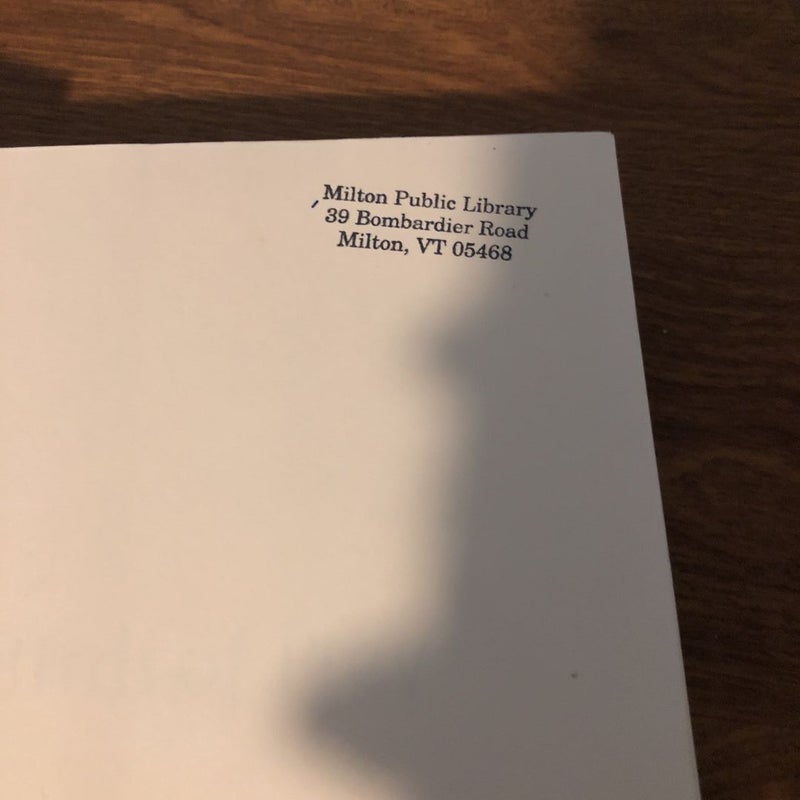 Milton Public Library
39 Bombardier Road
Milton, VT 05468